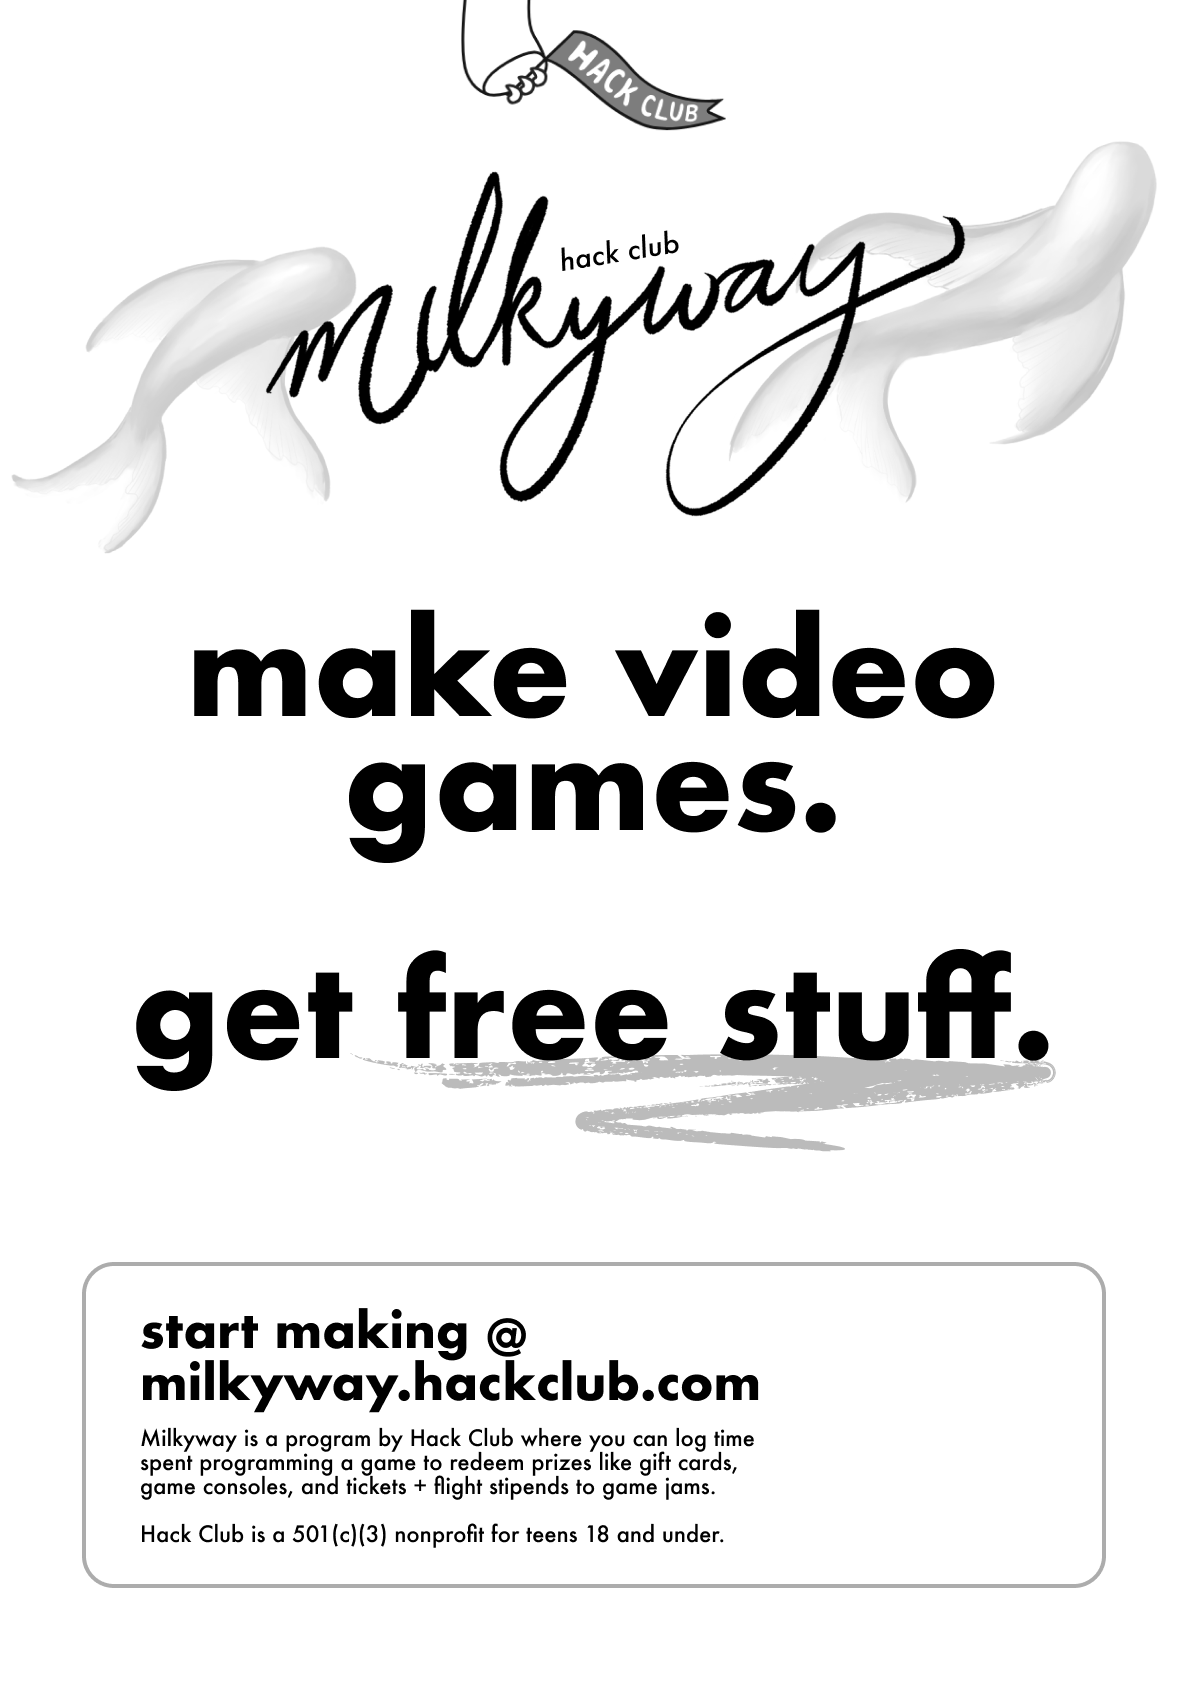 HACK CLUB
hack club
milkyway
make video
games.
get free stuff.
start making @
milkyway.hackclub.com
Milkyway is a program by Hack Club where you can log time
spent programming a game to redeem prizes like gift cards,
game consoles, and tickets + flight stipends to game jams.
Hack Club is a 501(c)(3) nonprofit for teens 18 and under.